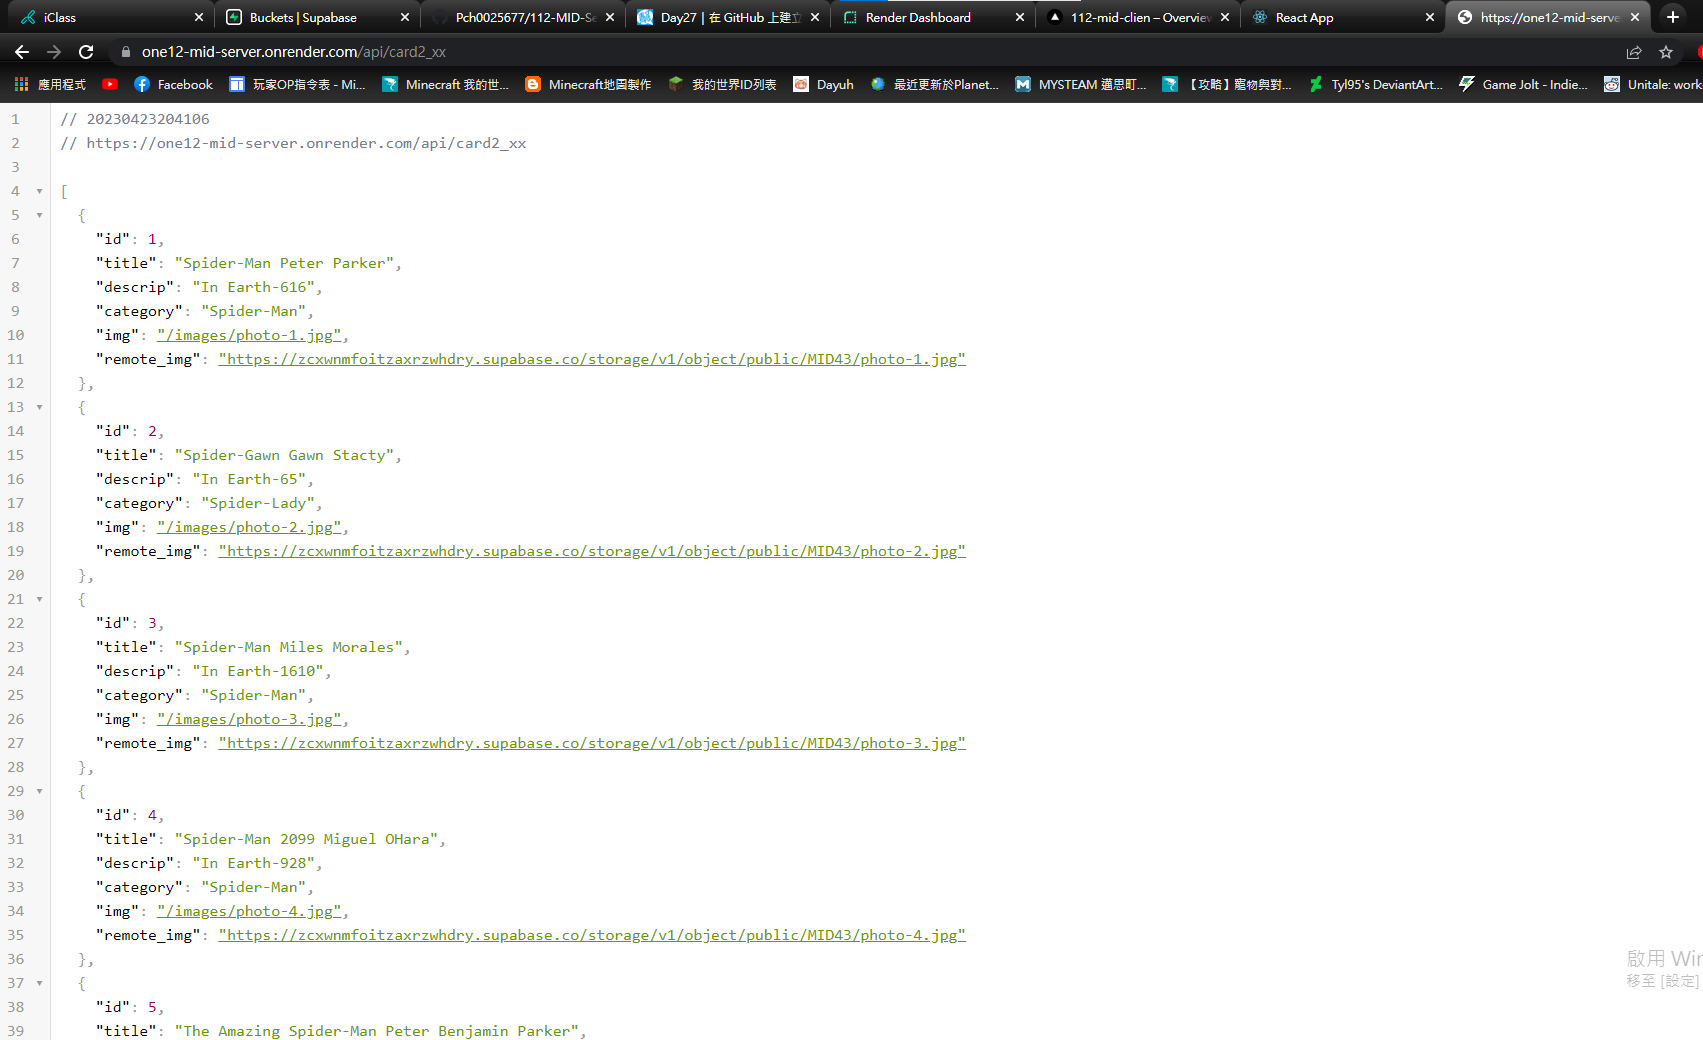 iClass
Buckets | Supabase
Pch0025677/112-MID-Se
Day27 | 在 GitHub 上建立
Render Dashboard
112-mid-clien – Overview
React App
https://one12-mid-serve
one12-mid-server.onrender.com/api/card2_xx
應用程式
Facebook
玩家OP指令表 - Mi...
Minecraft 我的世...
Minecraft地圖製作
我的世界ID列表
Dayuh
最近更新於Planet...
MYSTEAM 邁思町...
【攻略】寵物與對...
Tyl95's DeviantArt...
Game Jolt - Indie...
Unitale: work
1 // 20230423204106
2 // https://one12-mid-server.onrender.com/api/card2_xx
3
4 [
5 {
6 "id": 1,
7 "title": "Spider-Man Peter Parker",
8 "descrip": "In Earth-616",
9 "category": "Spider-Man",
10 "img": "/images/photo-1.jpg",
11 "remote_img": "https://zcxwnmfoitzaxrzwhdry.supabase.co/storage/v1/object/public/MID43/photo-1.jpg"
12 },
13 {
14 "id": 2,
15 "title": "Spider-Gawn Gawn Stacty",
16 "descrip": "In Earth-65",
17 "category": "Spider-Lady",
18 "img": "/images/photo-2.jpg",
19 "remote_img": "https://zcxwnmfoitzaxrzwhdry.supabase.co/storage/v1/object/public/MID43/photo-2.jpg"
20 },
21 {
22 "id": 3,
23 "title": "Spider-Man Miles Morales",
24 "descrip": "In Earth-1610",
25 "category": "Spider-Man",
26 "img": "/images/photo-3.jpg",
27 "remote_img": "https://zcxwnmfoitzaxrzwhdry.supabase.co/storage/v1/object/public/MID43/photo-3.jpg"
28 },
29 {
30 "id": 4,
31 "title": "Spider-Man 2099 Miguel OHara",
32 "descrip": "In Earth-928",
33 "category": "Spider-Man",
34 "img": "/images/photo-4.jpg",
35 "remote_img": "https://zcxwnmfoitzaxrzwhdry.supabase.co/storage/v1/object/public/MID43/photo-4.jpg"
36 },
37 {
38 "id": 5,
39 "title": "The Amazing Spider-Man Peter Benjamin Parker",
啟用 Win
移至 [設定]